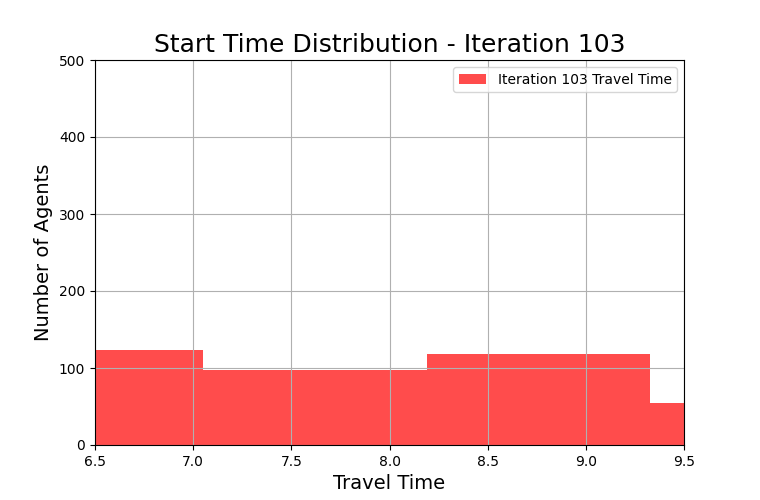 Start Time Distribution - Iteration 103
Iteration 103 Travel Time
Number of Agents
500
400
300
200
100
0
6.5 7.0 7.5 8.0 8.5 9.0 9.5
Travel Time